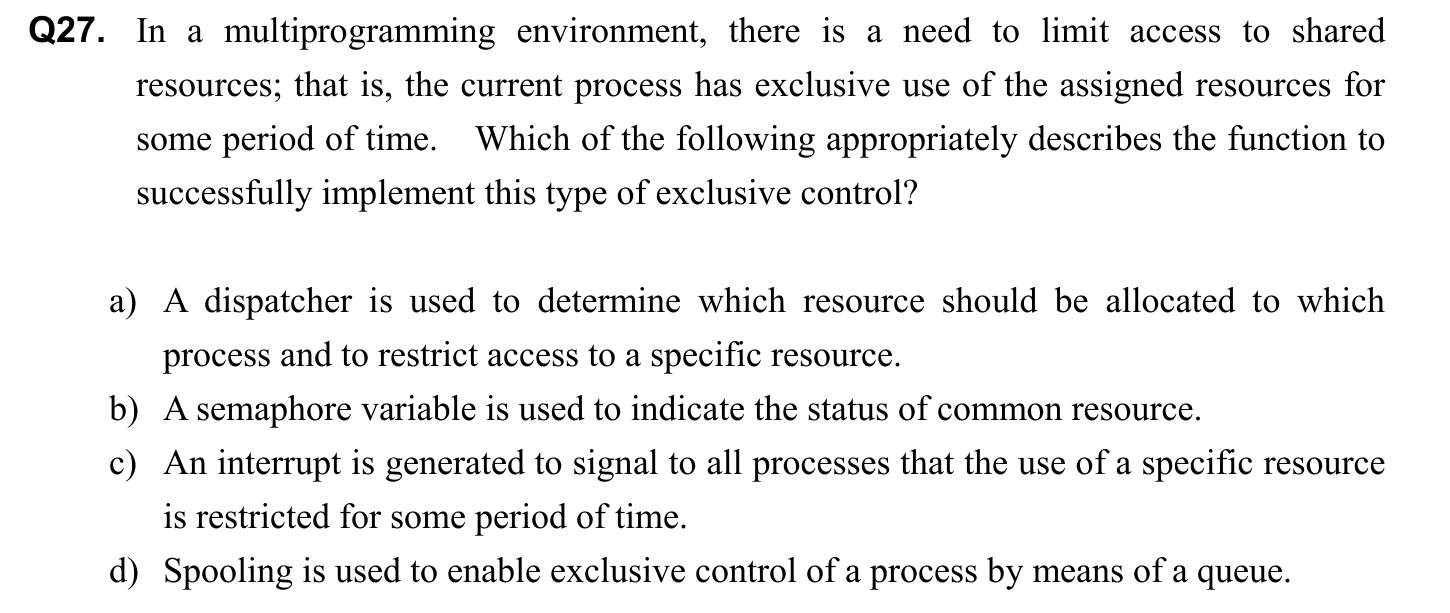 Q27. In a multiprogramming environment, there is a need to limit access to shared
resources; that is, the current process has exclusive use of the assigned resources for
some period of time. Which of the following appropriately describes the function to
successfully implement this type of exclusive control?
a) A dispatcher is used to determine which resource should be allocated to which
process and to restrict access to a specific resource.
b) A semaphore variable is used to indicate the status of common resource.
c) An interrupt is generated to signal to all processes that the use of a specific resource
is restricted for some period of time.
d) Spooling is used to enable exclusive control of a process by means of a queue.